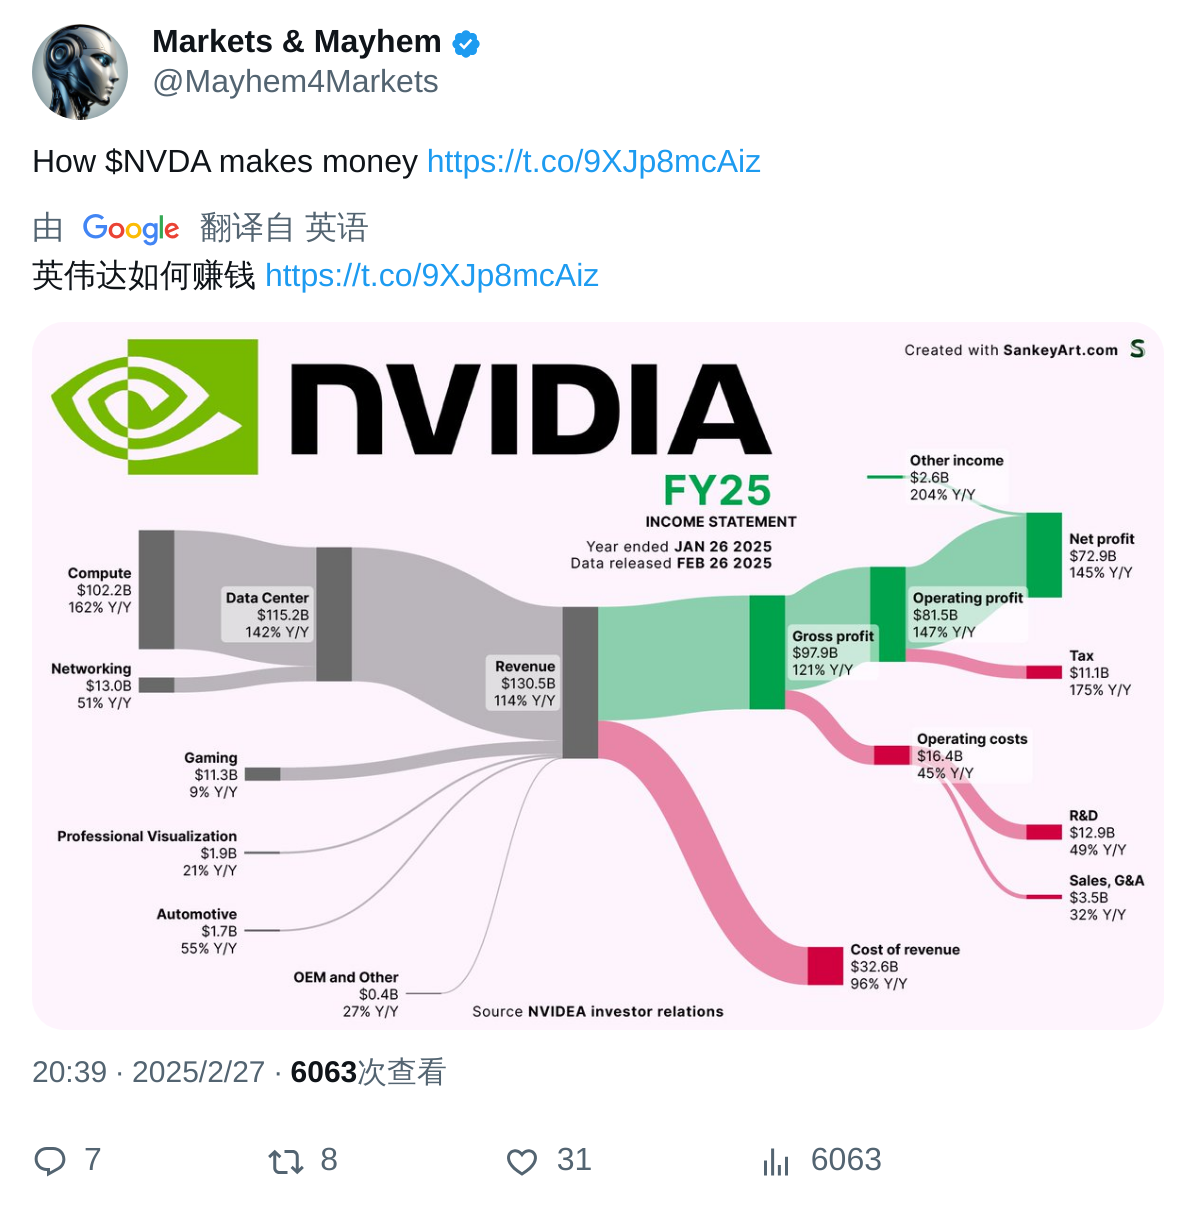 Markets & Mayhem
@Mayhem4Markets
How $NVDA makes money https://t.co/9XJp8mcAiz
由 Google 翻译自 英语
英伟达如何赚钱 https://t.co/9XJp8mcAiz
Created with SankeyArt.com S
NVIDIA
FY25
INCOME STATEMENT
Year ended JAN 26 2025
Data released FEB 26 2025
Compute
$102.2B
162% Y/Y
Networking
$13.0B
51% Y/Y
Data Center
$115.2B
142% Y/Y
Gaming
$11.3B
9% Y/Y
Professional Visualization
$1.9B
21% Y/Y
Automotive
$1.7B
55% Y/Y
OEM and Other
$0.4B
27% Y/Y
Revenue
$130.5B
114% Y/Y
Gross profit
$97.9B
121% Y/Y
Cost of revenue
$32.6B
96% Y/Y
Operating profit
$81.5B
147% Y/Y
Operating costs
$16.4B
45% Y/Y
Other income
$2.6B
204% Y/Y
Net profit
$72.9B
145% Y/Y
Tax
$11.1B
175% Y/Y
R&D
$12.9B
49% Y/Y
Sales, G&A
$3.5B
32% Y/Y
Source NVIDEA investor relations
20:39 · 2025/2/27 · 6063次查看
7
8
31
6063